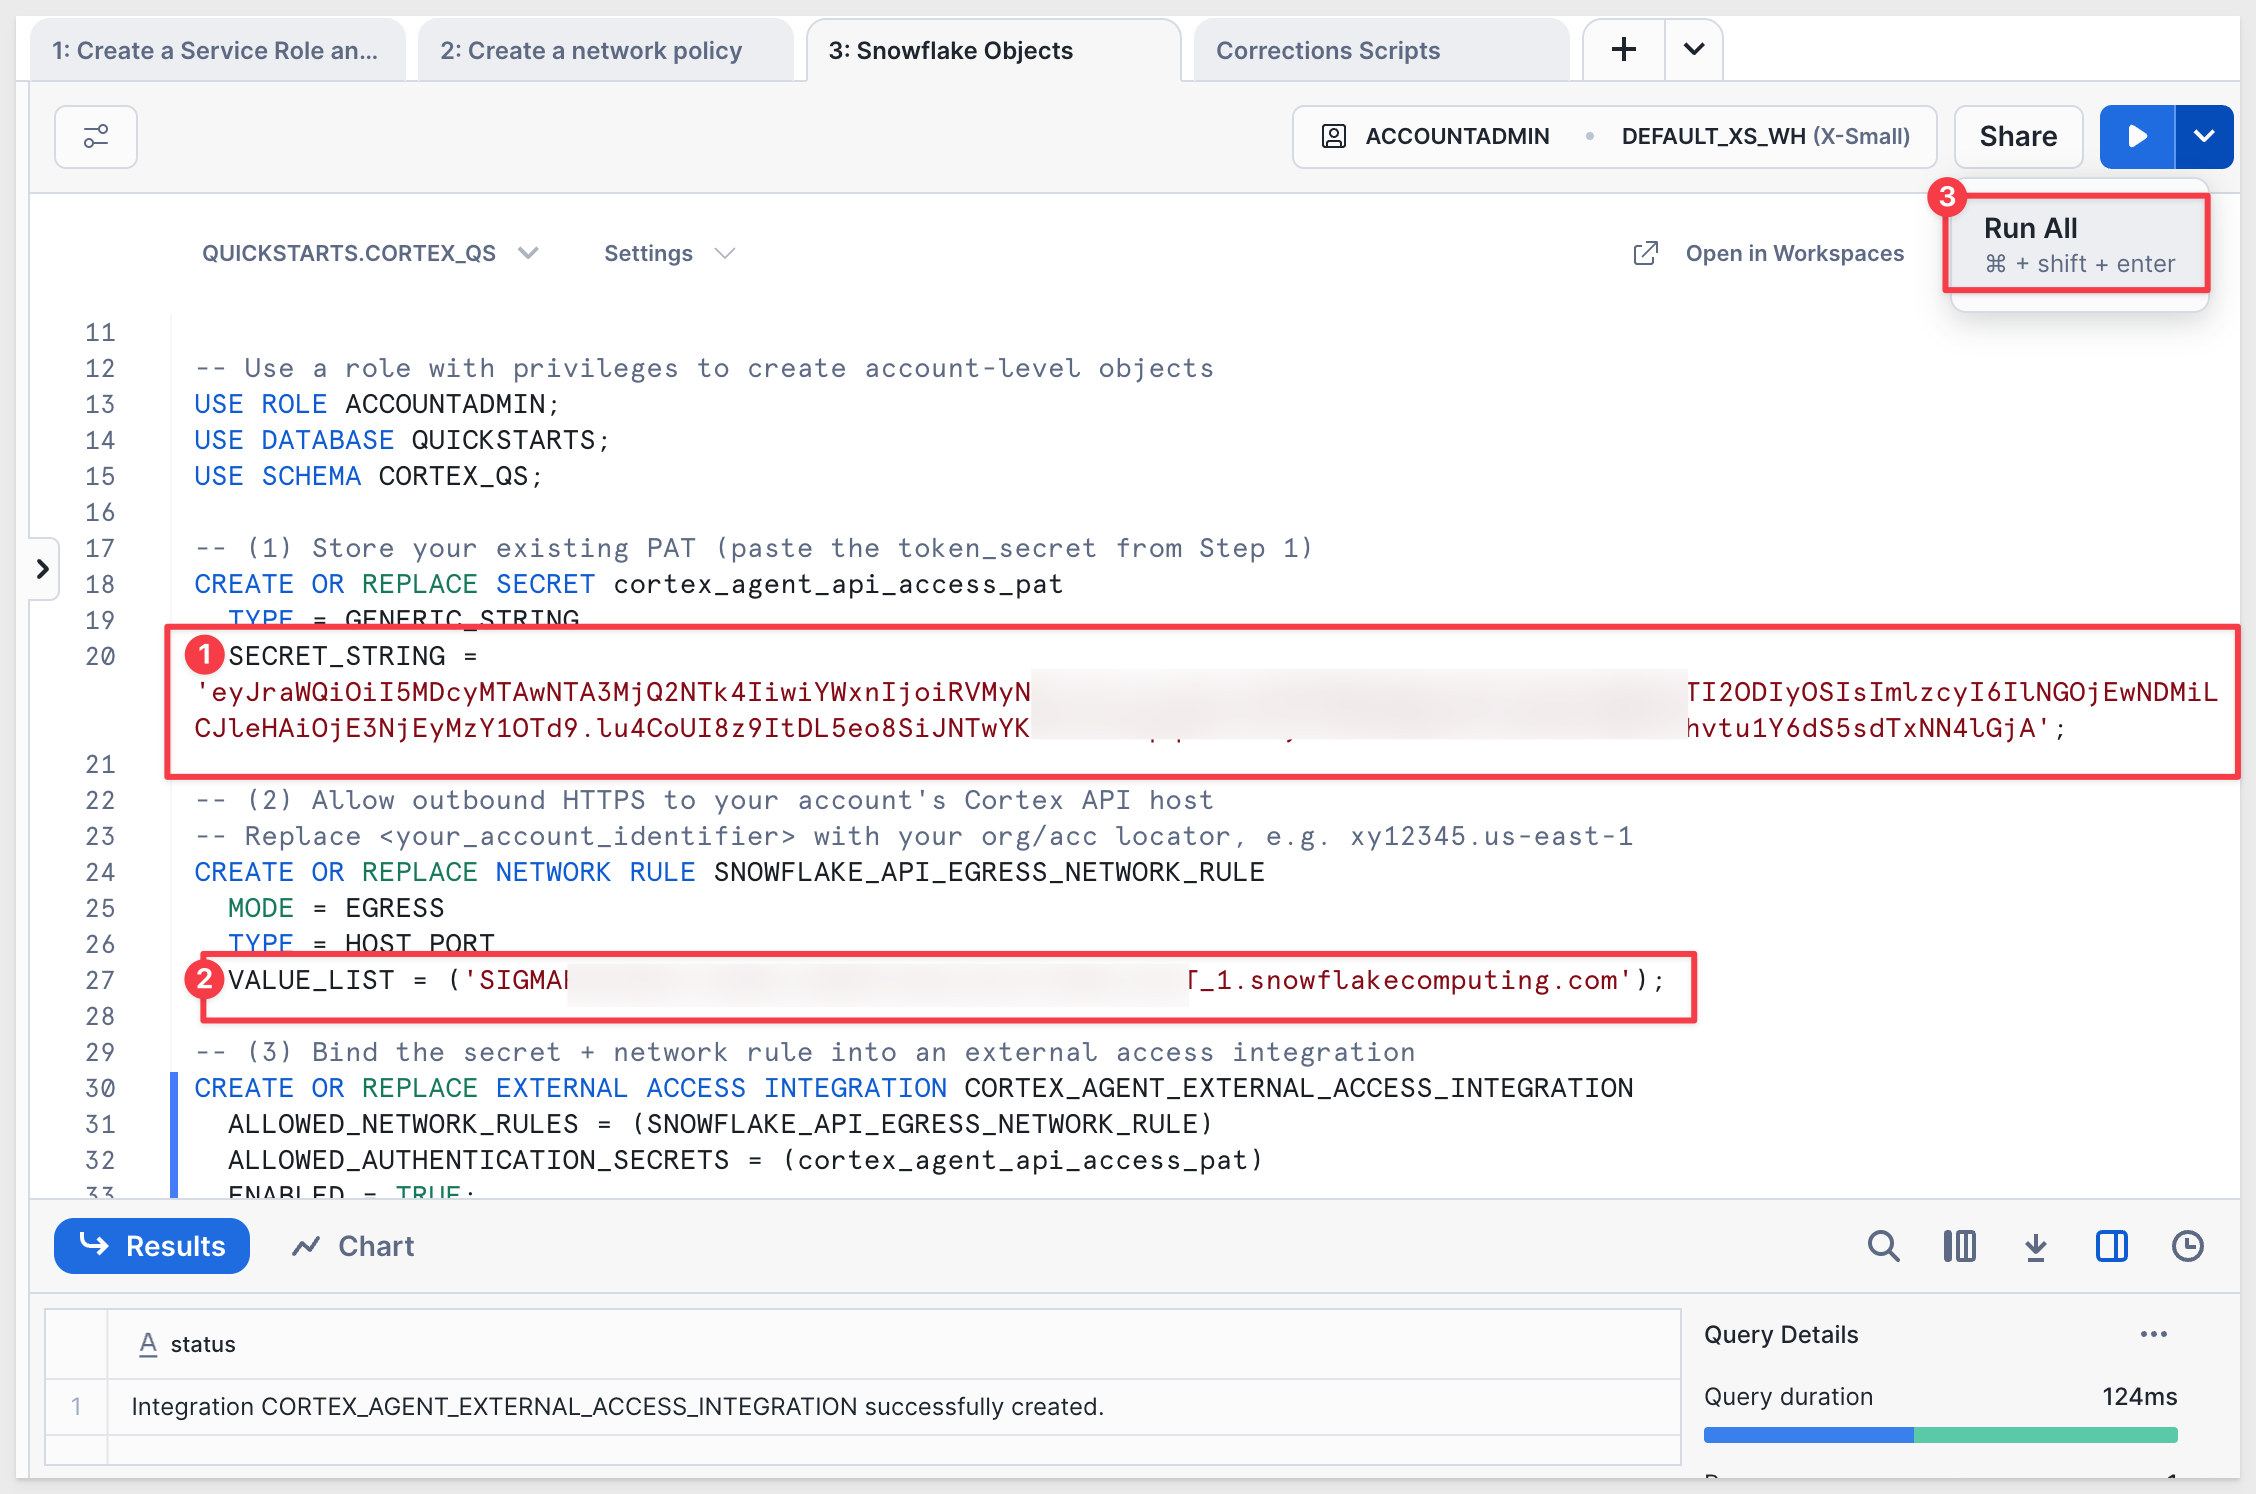 1: Create a Service Role an...
2: Create a network policy
3: Snowflake Objects
Corrections Scripts
ACCOUNTADMIN • DEFAULT_XS_WH (X-Small)
Share
3
Run All
⌘ + shift + enter
QUICKSTARTS.CORTEX_QS
Settings
Open in Workspaces
11
12 -- Use a role with privileges to create account-level objects
13 USE ROLE ACCOUNTADMIN;
14 USE DATABASE QUICKSTARTS;
15 USE SCHEMA CORTEX_QS;
16
17 -- (1) Store your existing PAT (paste the token_secret from Step 1)
18 CREATE OR REPLACE SECRET cortex_agent_api_access_pat
19 TYPE = GENERIC_STRING
20 1 SECRET_STRING =
'eyJraWQiOiI5MDcyMTAwNTA3MjQ2NTk4IiwiYWxnIjoiRVMyN TI2ODIyOSIsImlzcyI6IlNGOjEwNDMiL
CJleHAiOjE3NjEyMzY1OTd9.lu4CoUI8z9ItDL5eo8SiJNTwYK hvtu1Y6dS5sdTxNN4lGjA';
21
22 -- (2) Allow outbound HTTPS to your account's Cortex API host
23 -- Replace <your_account_identifier> with your org/acc locator, e.g. xy12345.us-east-1
24 CREATE OR REPLACE NETWORK RULE SNOWFLAKE_API_EGRESS_NETWORK_RULE
25 MODE = EGRESS
26 TYPE = HOST_PORT
27 2 VALUE_LIST = ('SIGMA T_1.snowflakecomputing.com');
28
29 -- (3) Bind the secret + network rule into an external access integration
30 CREATE OR REPLACE EXTERNAL ACCESS INTEGRATION CORTEX_AGENT_EXTERNAL_ACCESS_INTEGRATION
31 ALLOWED_NETWORK_RULES = (SNOWFLAKE_API_EGRESS_NETWORK_RULE)
32 ALLOWED_AUTHENTICATION_SECRETS = (cortex_agent_api_access_pat)
33 ENABLED = TRUE;
Results
Chart
A status
1 Integration CORTEX_AGENT_EXTERNAL_ACCESS_INTEGRATION successfully created.
Query Details
...
Query duration 124ms